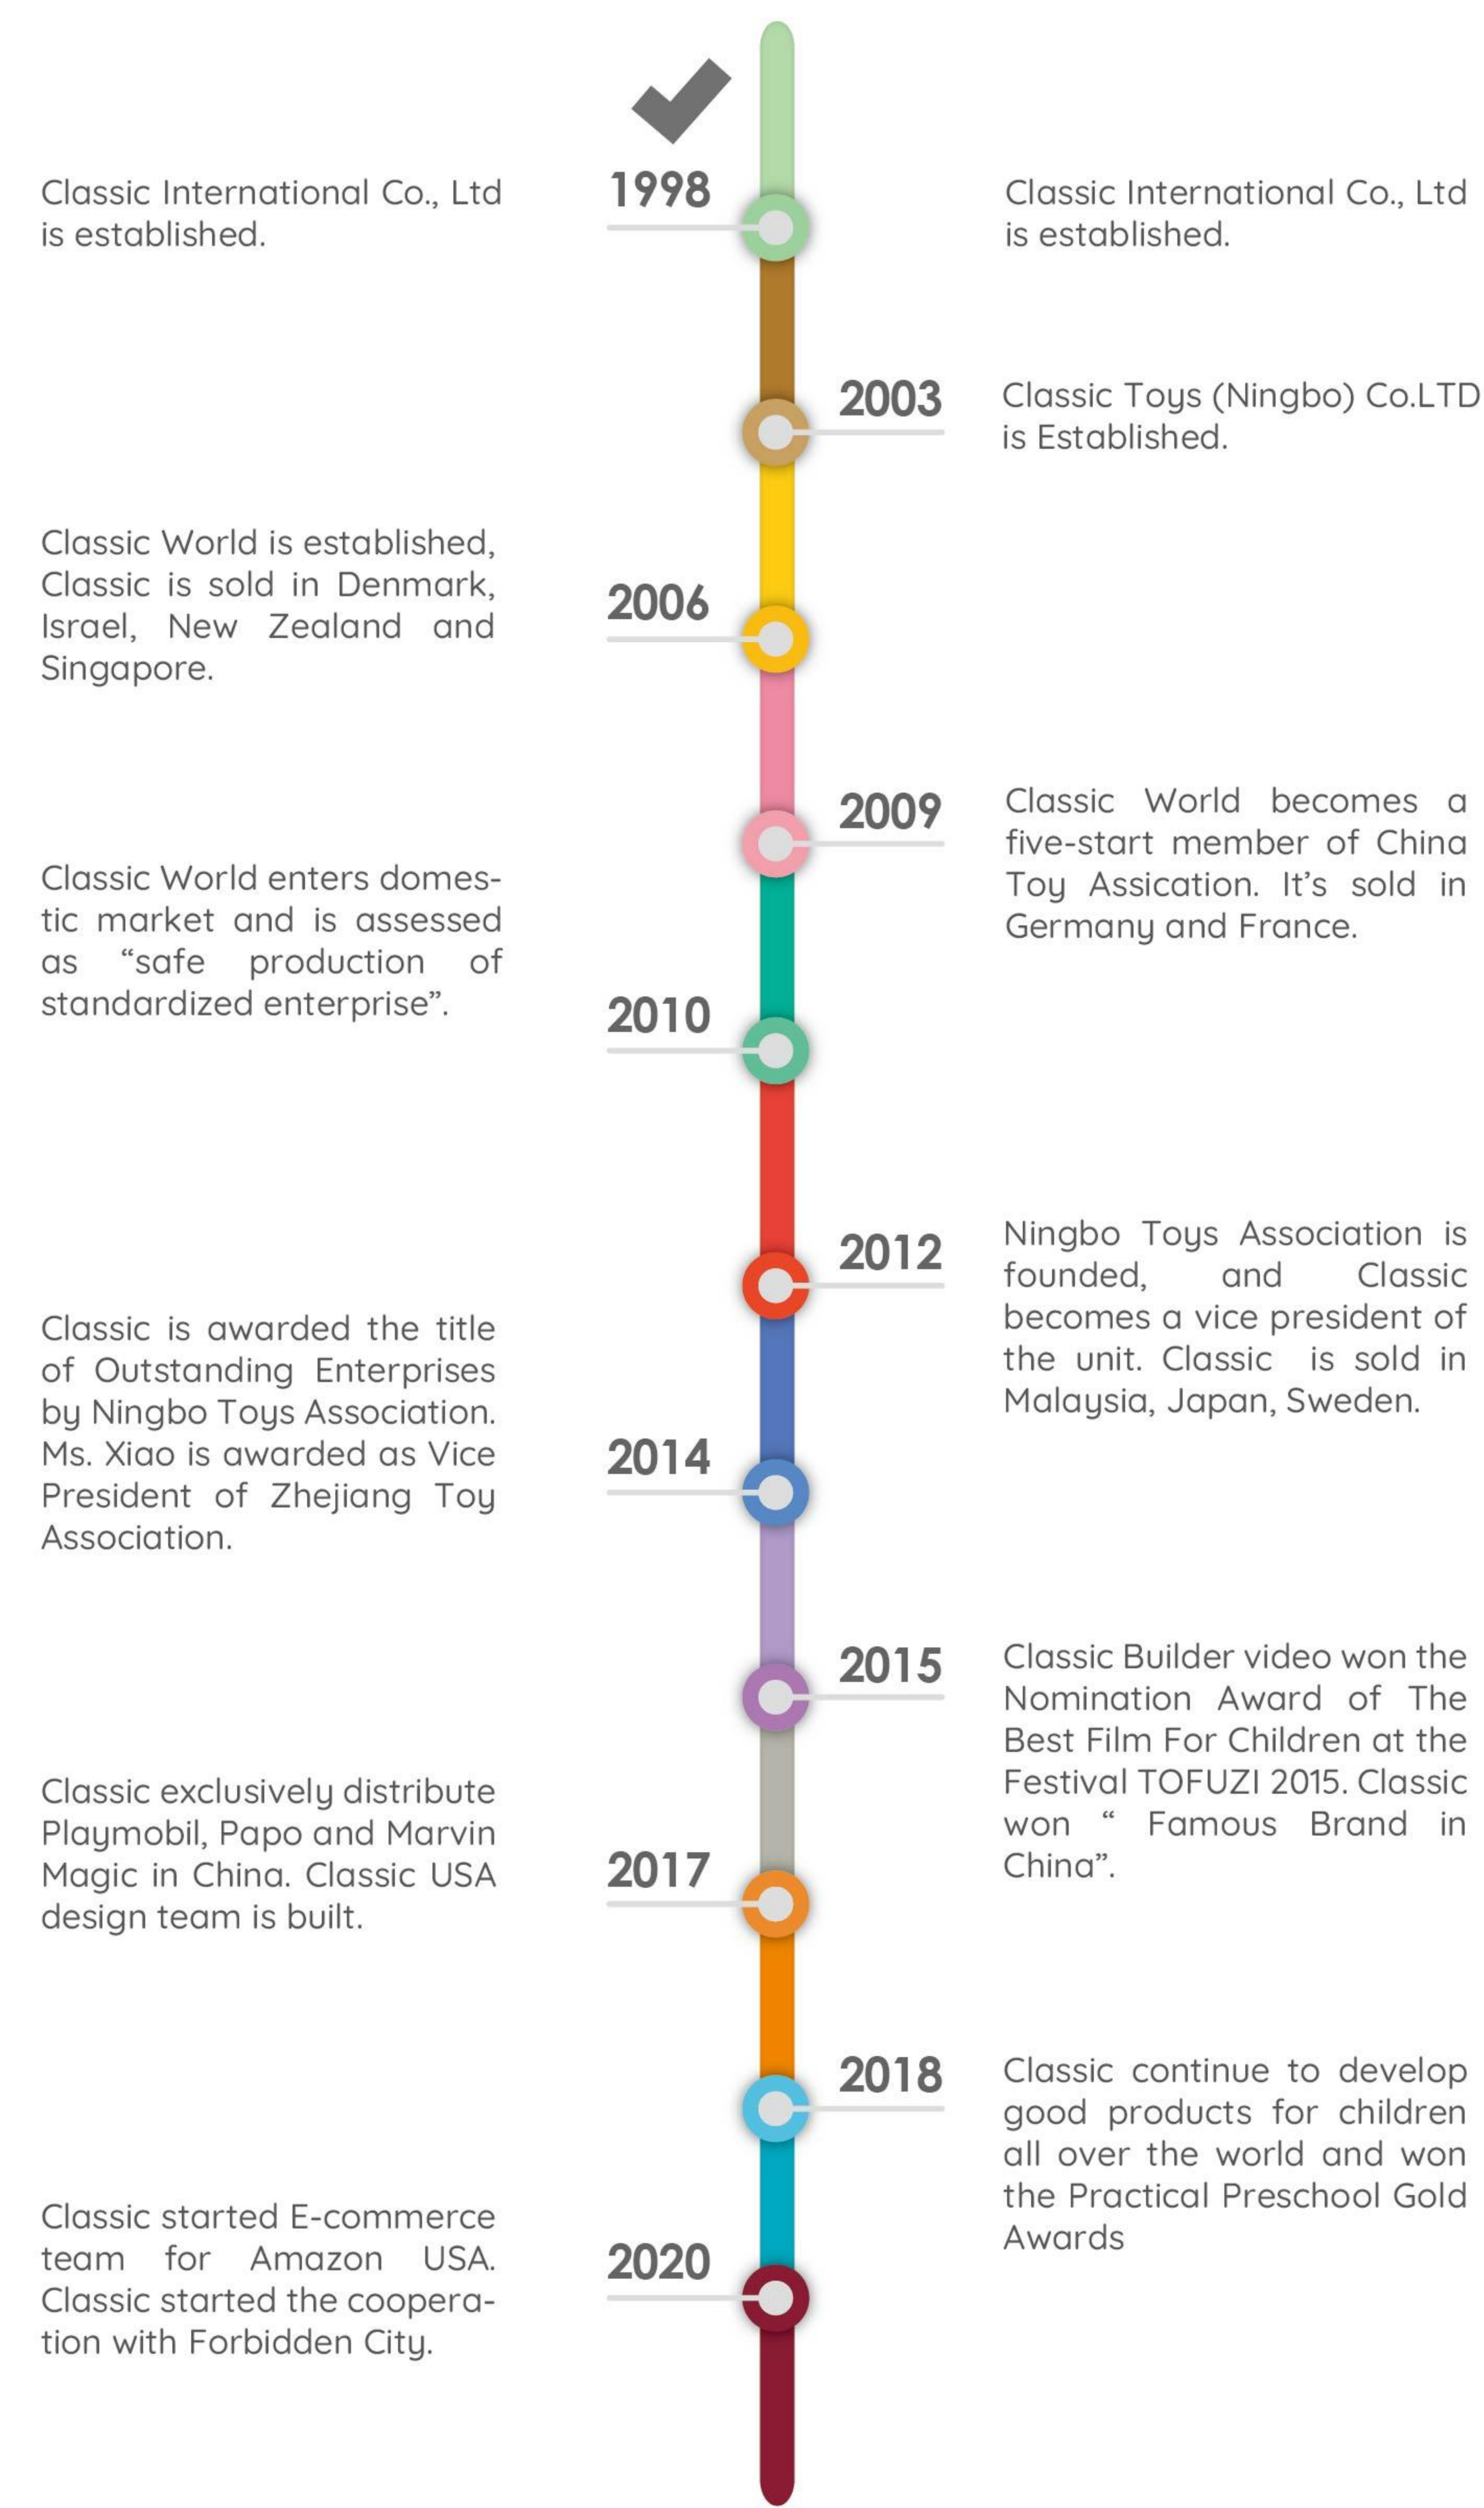 1998
Classic International Co., Ltd
is established.
Classic International Co., Ltd
is established.
2003
Classic Toys (Ningbo) Co.LTD
is Established.
2006
Classic World is established,
Classic is sold in Denmark,
Israel, New Zealand and
Singapore.
2009
Classic World becomes a
five-start member of China
Toy Assication. It's sold in
Germany and France.
2010
Classic World enters domes-
tic market and is assessed
as “safe production of
standardized enterprise”.
2012
Ningbo Toys Association is
founded, and Classic
becomes a vice president of
the unit. Classic is sold in
Malaysia, Japan, Sweden.
2014
Classic is awarded the title
of Outstanding Enterprises
by Ningbo Toys Association.
Ms. Xiao is awarded as Vice
President of Zhejiang Toy
Association.
2015
Classic Builder video won the
Nomination Award of The
Best Film For Children at the
Festival TOFUZI 2015. Classic
won “ Famous Brand in
China”.
2017
Classic exclusively distribute
Playmobil, Papo and Marvin
Magic in China. Classic USA
design team is built.
2018
Classic continue to develop
good products for children
all over the world and won
the Practical Preschool Gold
Awards
2020
Classic started E-commerce
team for Amazon USA.
Classic started the coopera-
tion with Forbidden City.